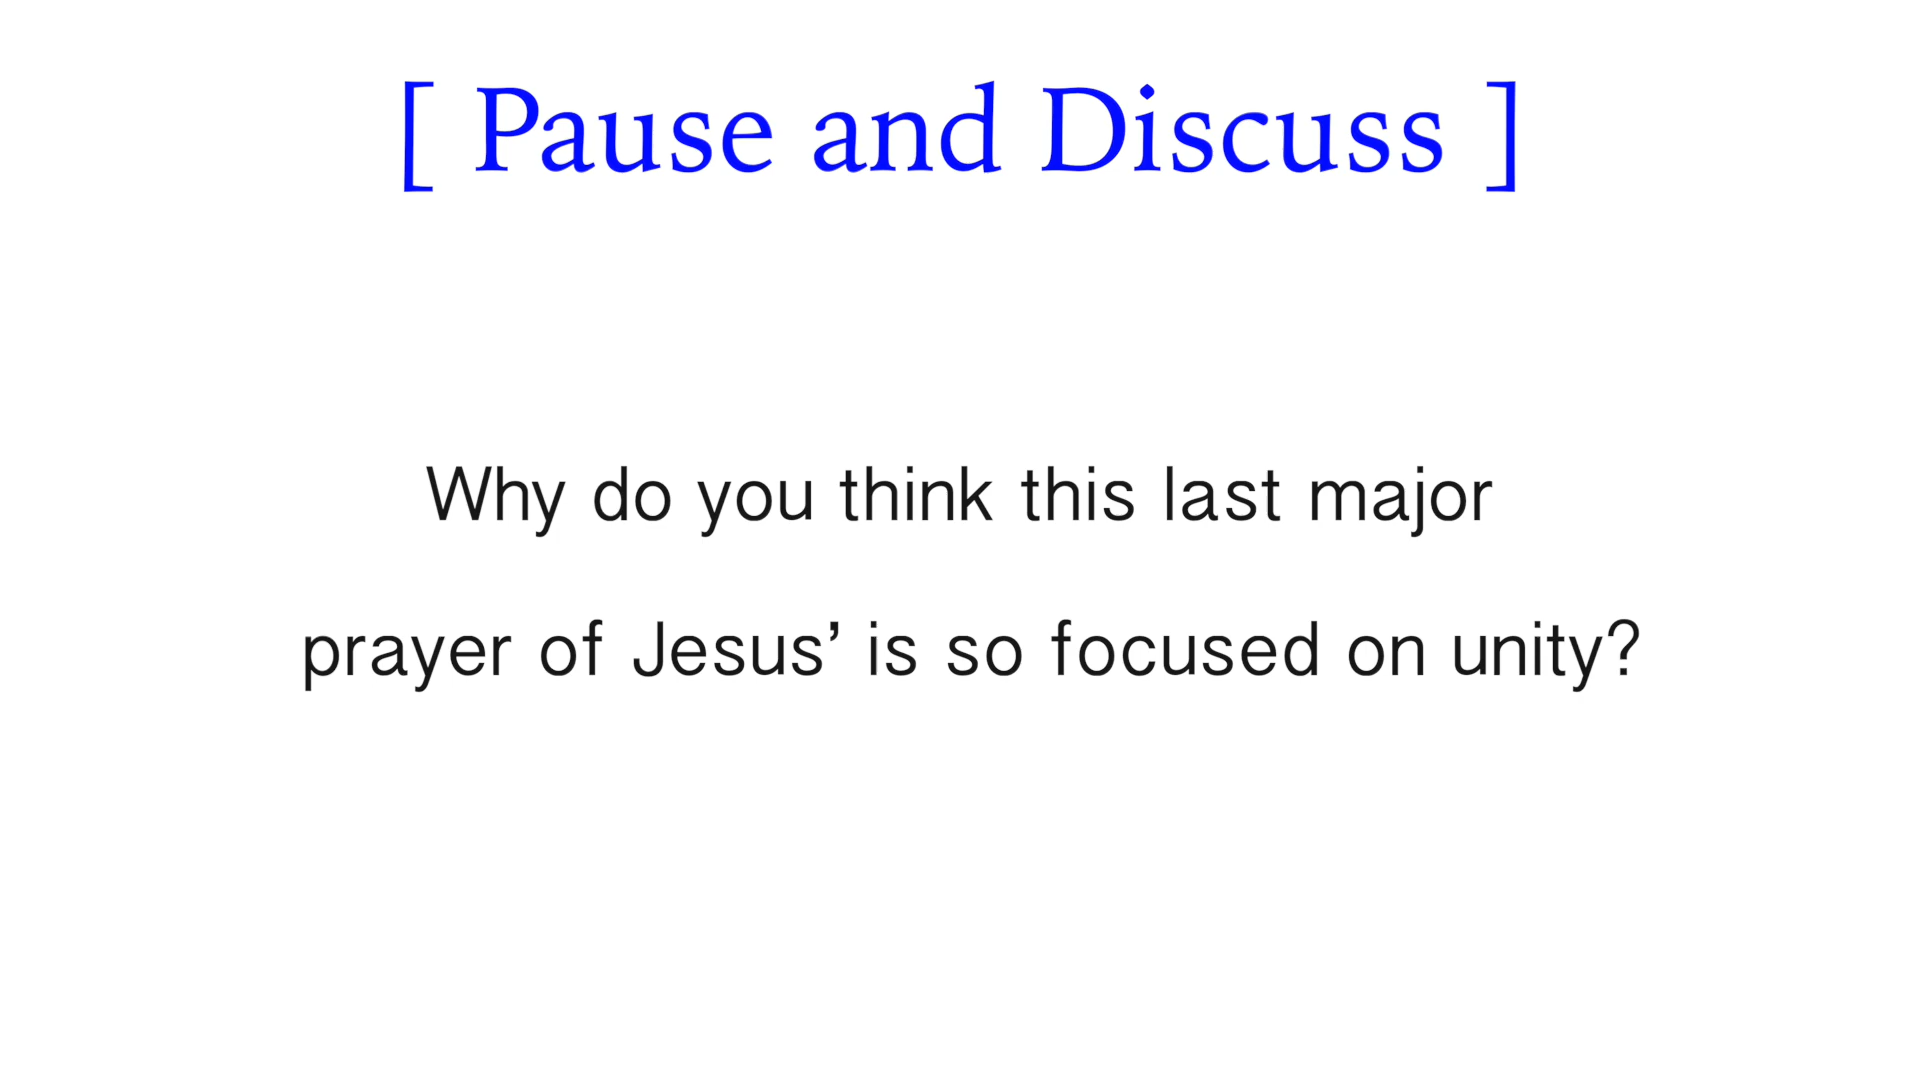 [ Pause and Discuss ]
Why do you think this last major
prayer of Jesus’ is so focused on unity?